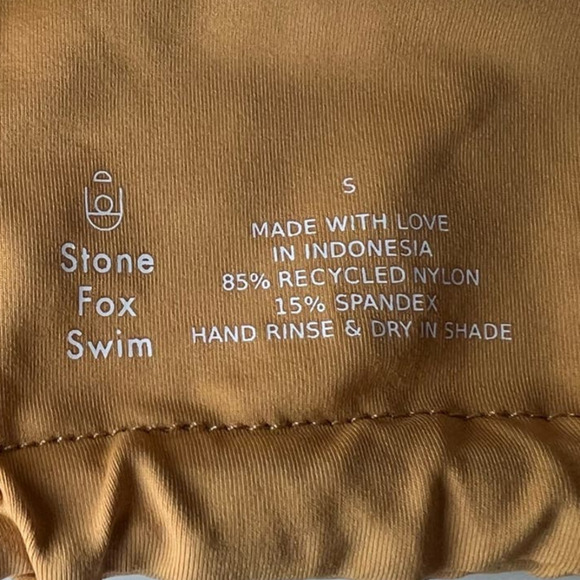 Stone
Fox
Swim
S
MADE WITH LOVE
IN INDONESIA
85% RECYCLED NYLON
15% SPANDEX
HAND RINSE & DRY IN SHADE